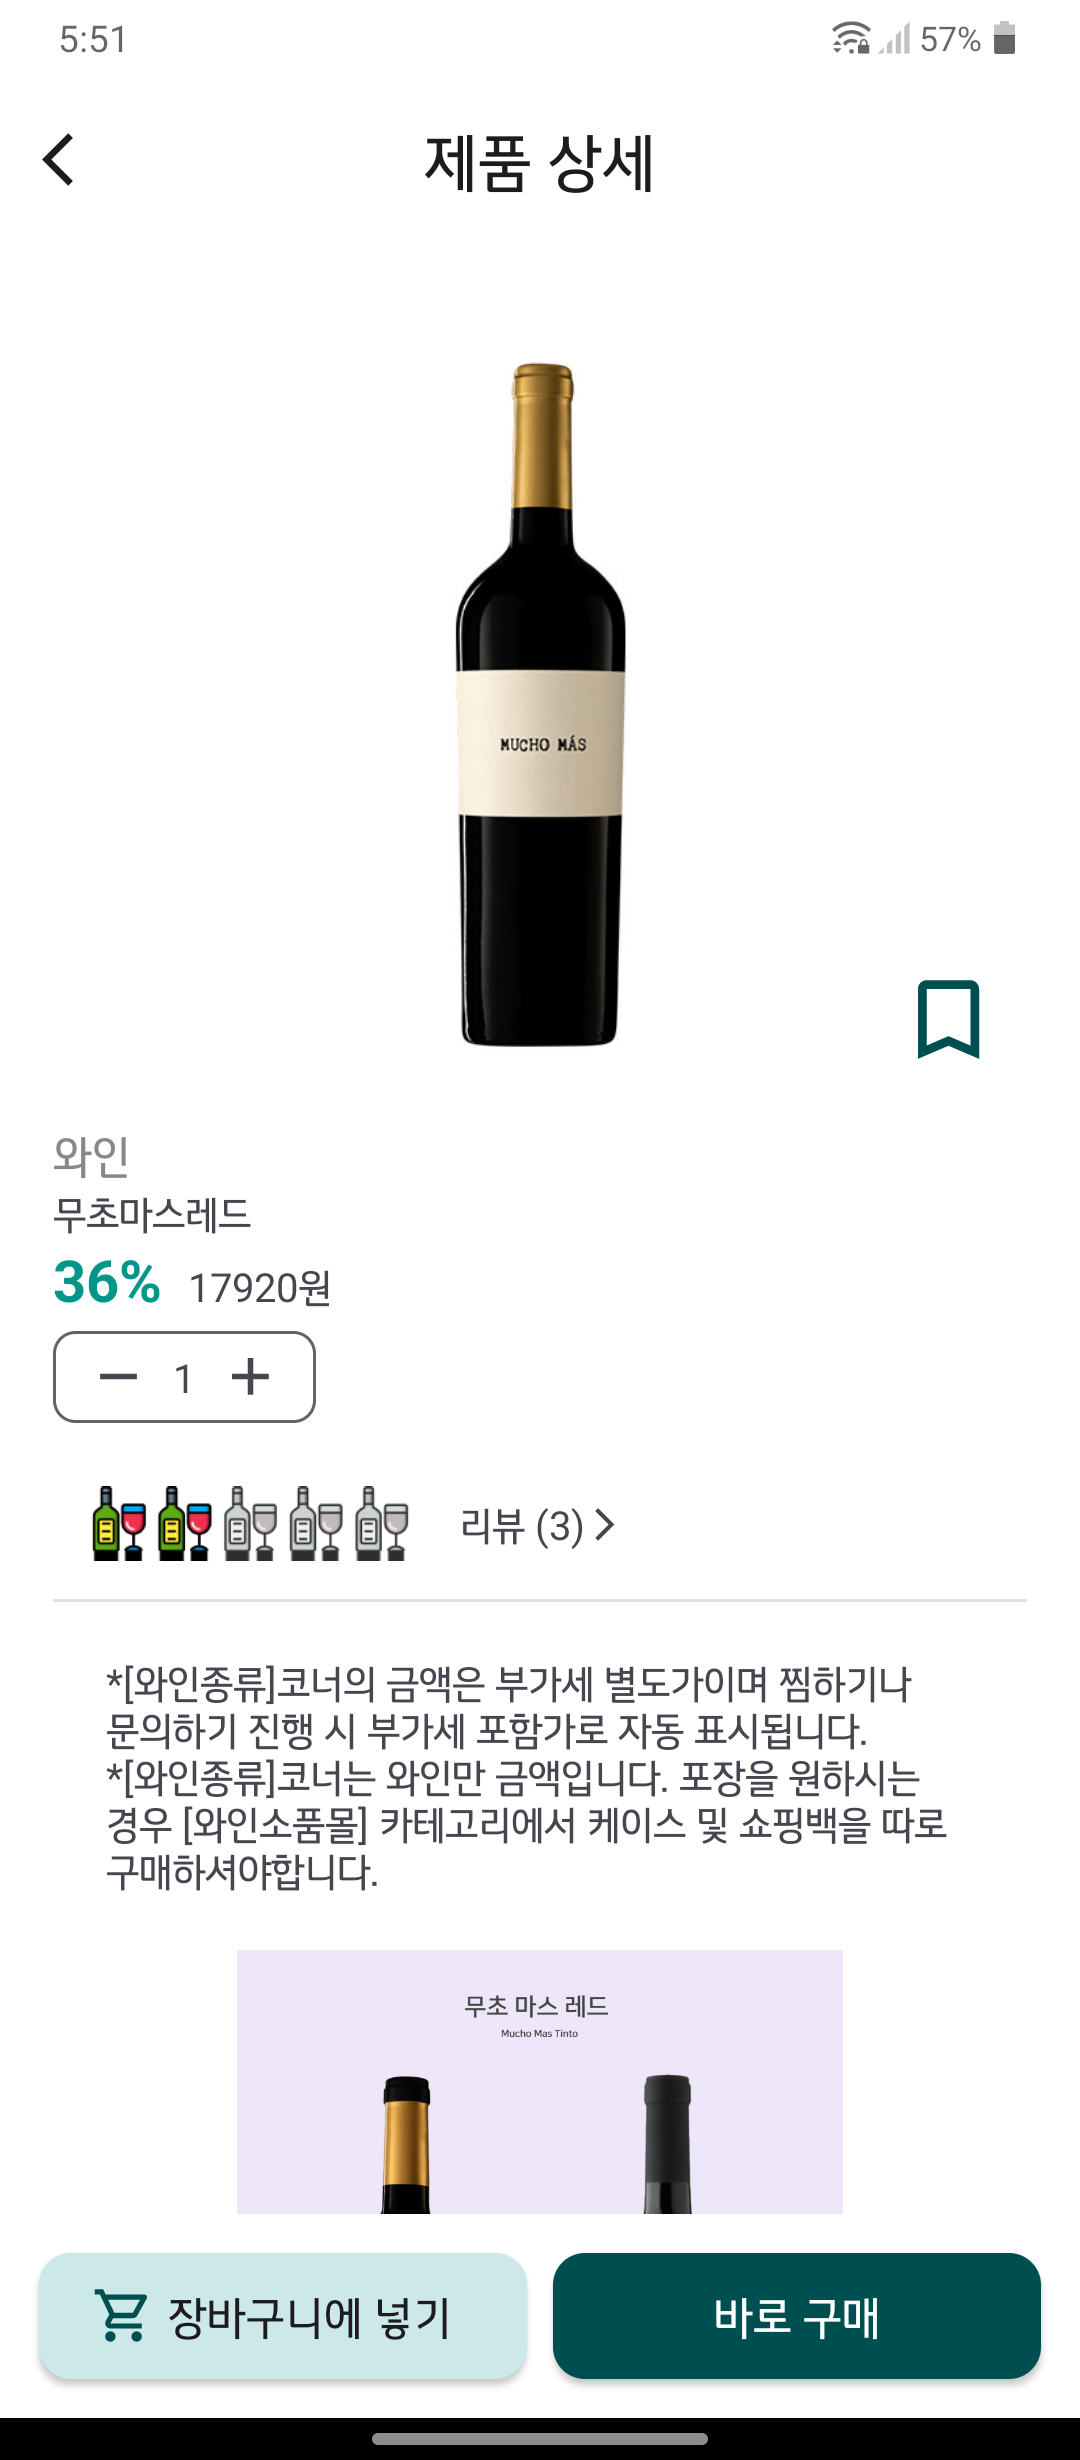 5:51
57%
제품 상세
MUCHO MÁS
와인
무초마스레드
36% 17920원
1
리뷰 (3)
*[와인종류]코너의 금액은 부가세 별도가이며 찜하기나
문의하기 진행 시 부가세 포함가로 자동 표시됩니다.
*[와인종류]코너는 와인만 금액입니다. 포장을 원하시는
경우 [와인소품몰] 카테고리에서 케이스 및 쇼핑백을 따로
구매하셔야합니다.
무초 마스 레드
Mucho Mas Tinto
장바구니에 넣기
바로 구매